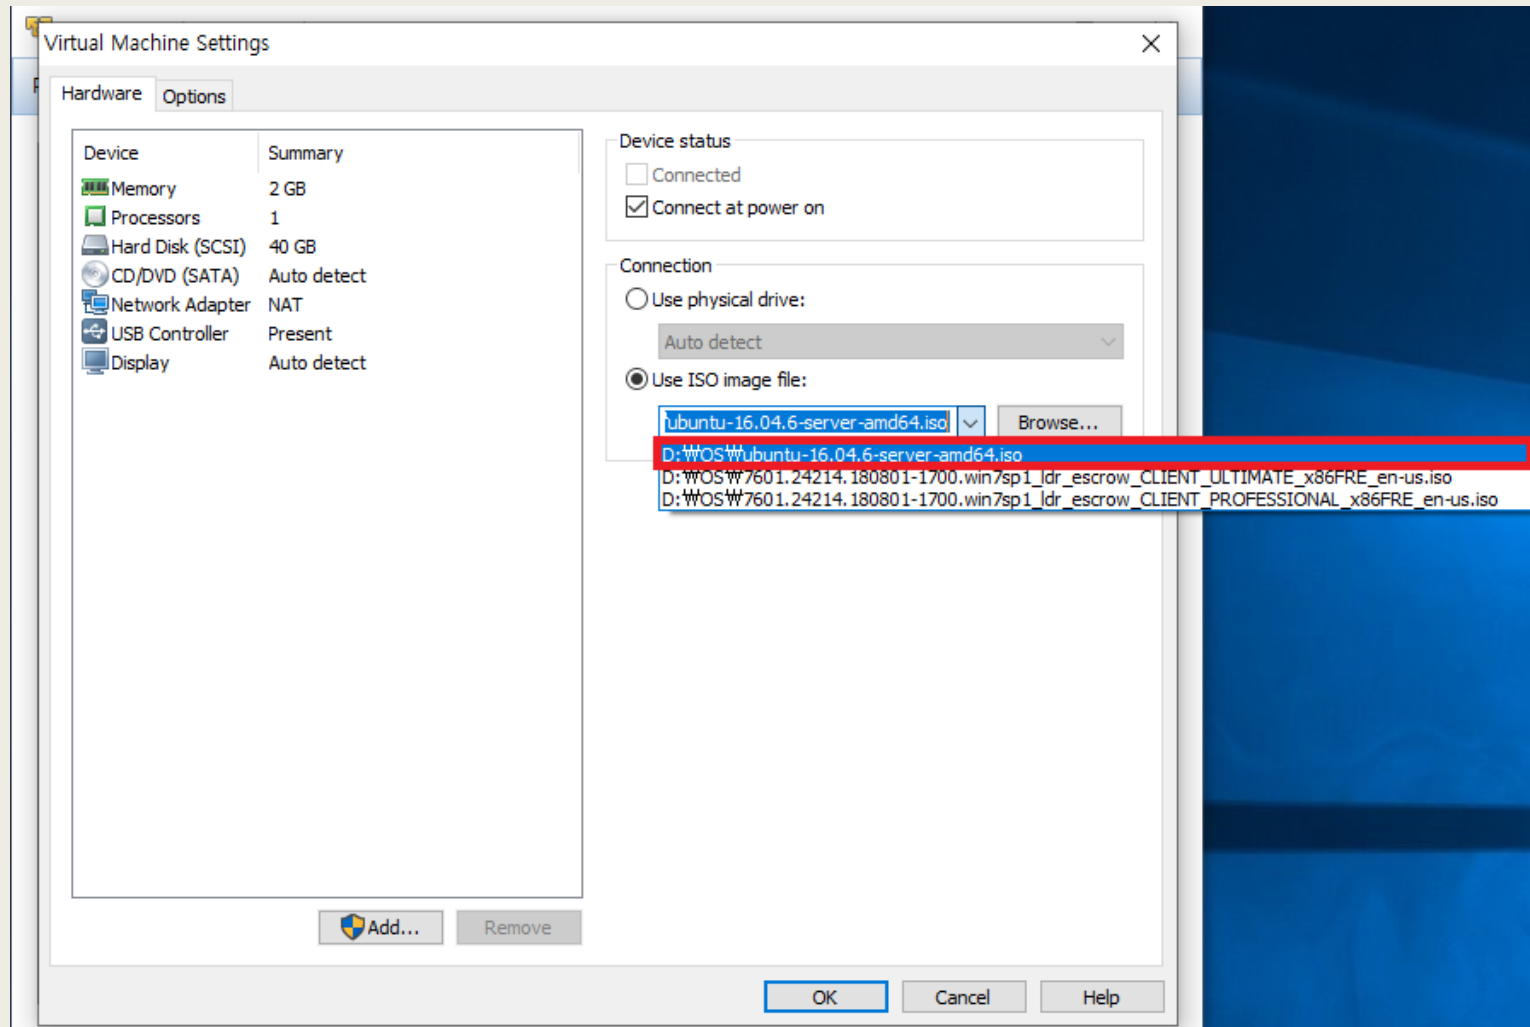 Virtual Machine Settings
Hardware
Options
Device Summary
Memory 2 GB
Processors 1
Hard Disk (SCSI) 40 GB
CD/DVD (SATA) Auto detect
Network Adapter NAT
USB Controller Present
Display Auto detect
Add...
Remove
Device status
Connected
Connect at power on
Connection
Use physical drive:
Auto detect
Use ISO image file:
ubuntu-16.04.6-server-amd64.iso
Browse...
D:₩OS₩ubuntu-16.04.6-server-amd64.iso
D:₩OS₩7601.24214.180801-1700.win7sp1_ldr_escrow_CLIENT_ULTIMATE_x86FRE_en-us.iso
D:₩OS₩7601.24214.180801-1700.win7sp1_ldr_escrow_CLIENT_PROFESSIONAL_x86FRE_en-us.iso
OK
Cancel
Help